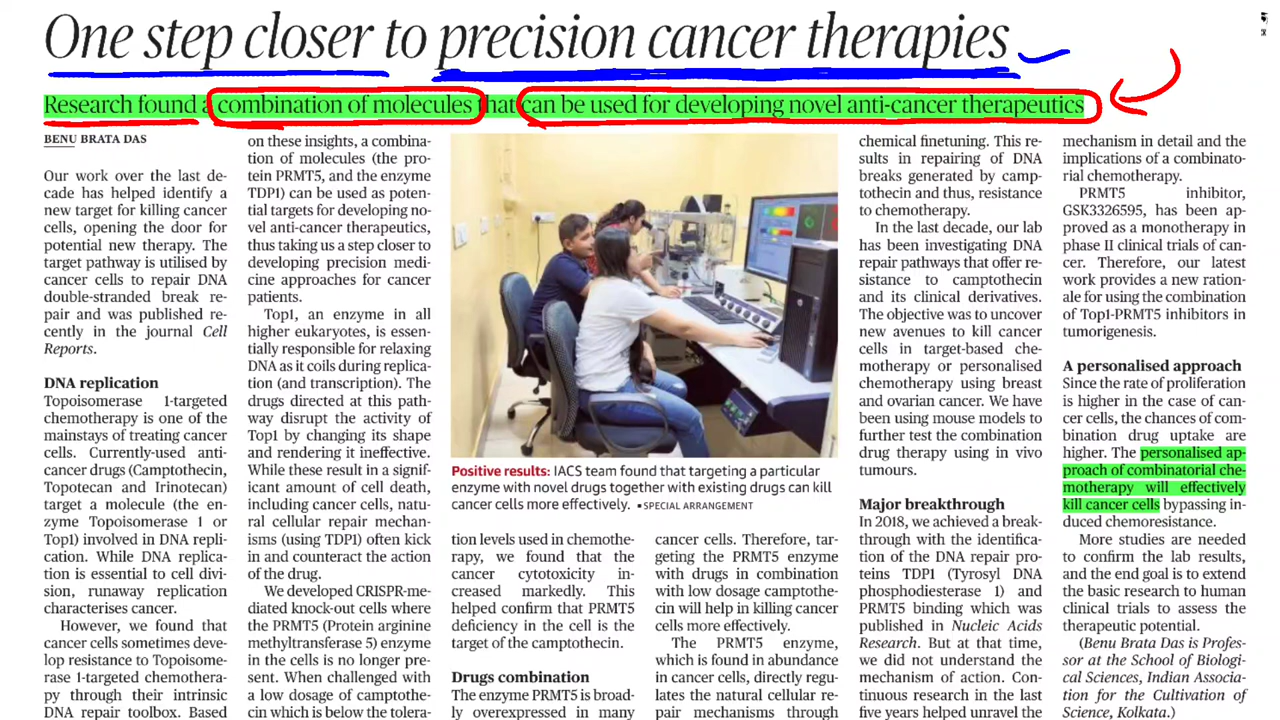 One step closer to precision cancer therapies
Research found a combination of molecules that can be used for developing novel anti-cancer therapeutics
BENU BRATA DAS
Our work over the last de-
cade has helped identify a
new target for killing cancer
cells, opening the door for
potential new therapy. The
target pathway is utilised by
cancer cells to repair DNA
double-stranded break re-
pair and was published re-
cently in the journal Cell
Reports.
DNA replication
Topoisomerase 1-targeted
chemotherapy is one of the
mainstays of treating cancer
cells. Currently-used anti-
cancer drugs (Camptothecin,
Topotecan and Irinotecan)
target a molecule (the en-
zyme Topoisomerase 1 or
Top1) involved in DNA repli-
cation. While DNA replica-
tion is essential to cell divi-
sion, runaway replication
characterises cancer.
However, we found that
cancer cells sometimes deve-
lop resistance to Topoisome-
rase 1-targeted chemothera-
py through their intrinsic
DNA repair toolbox. Based
on these insights, a combina-
tion of molecules (the pro-
tein PRMT5, and the enzyme
TDP1) can be used as poten-
tial targets for developing no-
vel anti-cancer therapeutics,
thus taking us a step closer to
developing precision medi-
cine approaches for cancer
patients.
Top1, an enzyme in all
higher eukaryotes, is essen-
tially responsible for relaxing
DNA as it coils during replica-
tion (and transcription). The
drugs directed at this path-
way disrupt the activity of
Top1 by changing its shape
and rendering it ineffective.
While these result in a signif-
icant amount of cell death,
including cancer cells, natu-
ral cellular repair mechan-
isms (using TDP1) often kick
in and counteract the action
of the drug.
We developed CRISPR-me-
diated knock-out cells where
the PRMT5 (Protein arginine
methyltransferase 5) enzyme
in the cells is no longer pre-
sent. When challenged with
a low dosage of camptothe-
cin which is below the tolera-
Positive results: IACS team found that targeting a particular
enzyme with novel drugs together with existing drugs can kill
cancer cells more effectively. ▪SPECIAL ARRANGEMENT
tion levels used in chemothe-
rapy, we found that the
cancer cytotoxicity in-
creased markedly. This
helped confirm that PRMT5
deficiency in the cell is the
target of the camptothecin.
Drugs combination
The enzyme PRMT5 is broad-
ly overexpressed in many
cancer cells. Therefore, tar-
geting the PRMT5 enzyme
with drugs in combination
with low dosage camptothe-
cin will help in killing cancer
cells more effectively.
The PRMT5 enzyme,
which is found in abundance
in cancer cells, directly regu-
lates the natural cellular re-
pair mechanisms through
chemical finetuning. This re-
sults in repairing of DNA
breaks generated by camp-
tothecin and thus, resistance
to chemotherapy.
In the last decade, our lab
has been investigating DNA
repair pathways that offer re-
sistance to camptothecin
and its clinical derivatives.
The objective was to uncover
new avenues to kill cancer
cells in target-based che-
motherapy or personalised
chemotherapy using breast
and ovarian cancer. We have
been using mouse models to
further test the combination
drug therapy using in vivo
tumours.
Major breakthrough
In 2018, we achieved a break-
through with the identifica-
tion of the DNA repair pro-
teins TDP1 (Tyrosyl DNA
phosphodiesterase 1) and
PRMT5 binding which was
published in Nucleic Acids
Research. But at that time,
we did not understand the
mechanism of action. Con-
tinuous research in the last
five years helped unravel the
mechanism in detail and the
implications of a combinato-
rial chemotherapy.
PRMT5 inhibitor,
GSK3326595, has been ap-
proved as a monotherapy in
phase II clinical trials of can-
cer. Therefore, our latest
work provides a new ration-
ale for using the combination
of Top1-PRMT5 inhibitors in
tumorigenesis.
A personalised approach
Since the rate of proliferation
is higher in the case of can-
cer cells, the chances of com-
bination drug uptake are
higher. The personalised ap-
proach of combinatorial che-
motherapy will effectively
kill cancer cells bypassing in-
duced chemoresistance.
More studies are needed
to confirm the lab results,
and the end goal is to extend
the basic research to human
clinical trials to assess the
therapeutic potential.
(Benu Brata Das is Profes-
sor at the School of Biologi-
cal Sciences, Indian Associa-
tion for the Cultivation of
Science, Kolkata.)